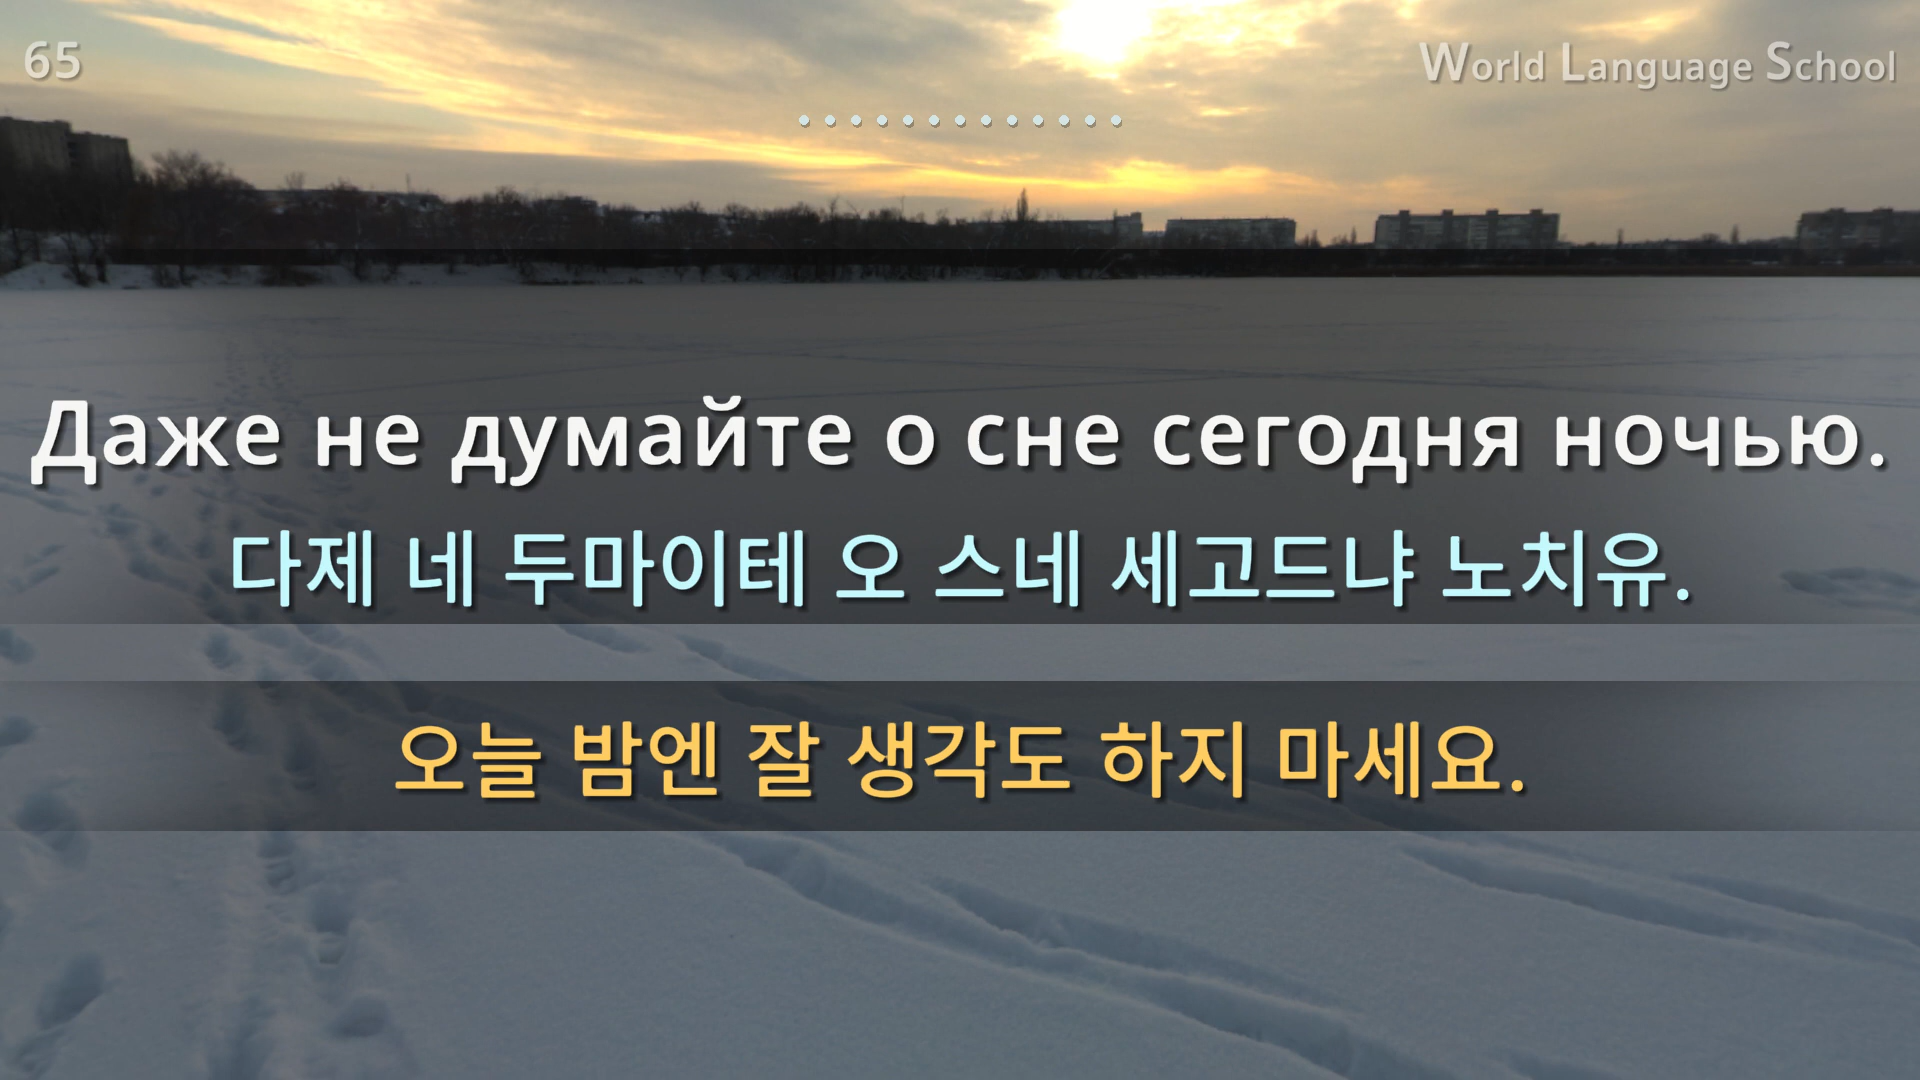 65
World Language School
Даже не думайте о сне сегодня ночью.
다제 네 두마이테 오 스네 세고드냐 노치유.
오늘 밤엔 잘 생각도 하지 마세요.